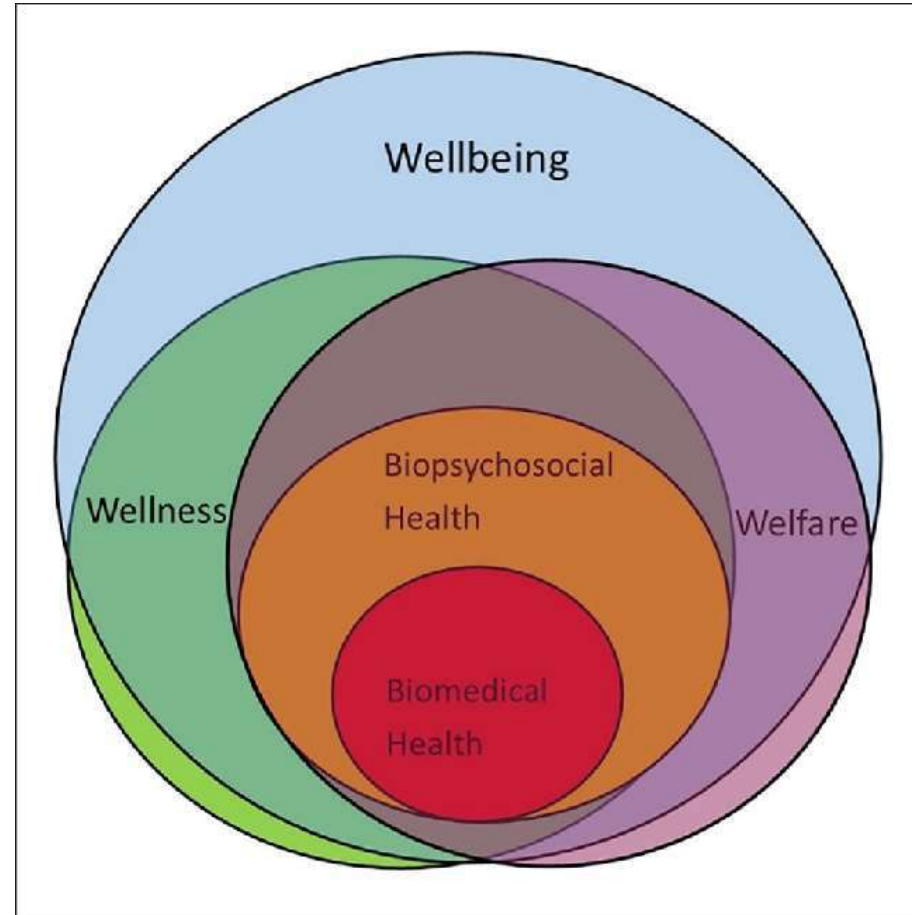 Wellbeing
Wellness
Biopsychosocial
Health
Welfare
Biomedical
Health